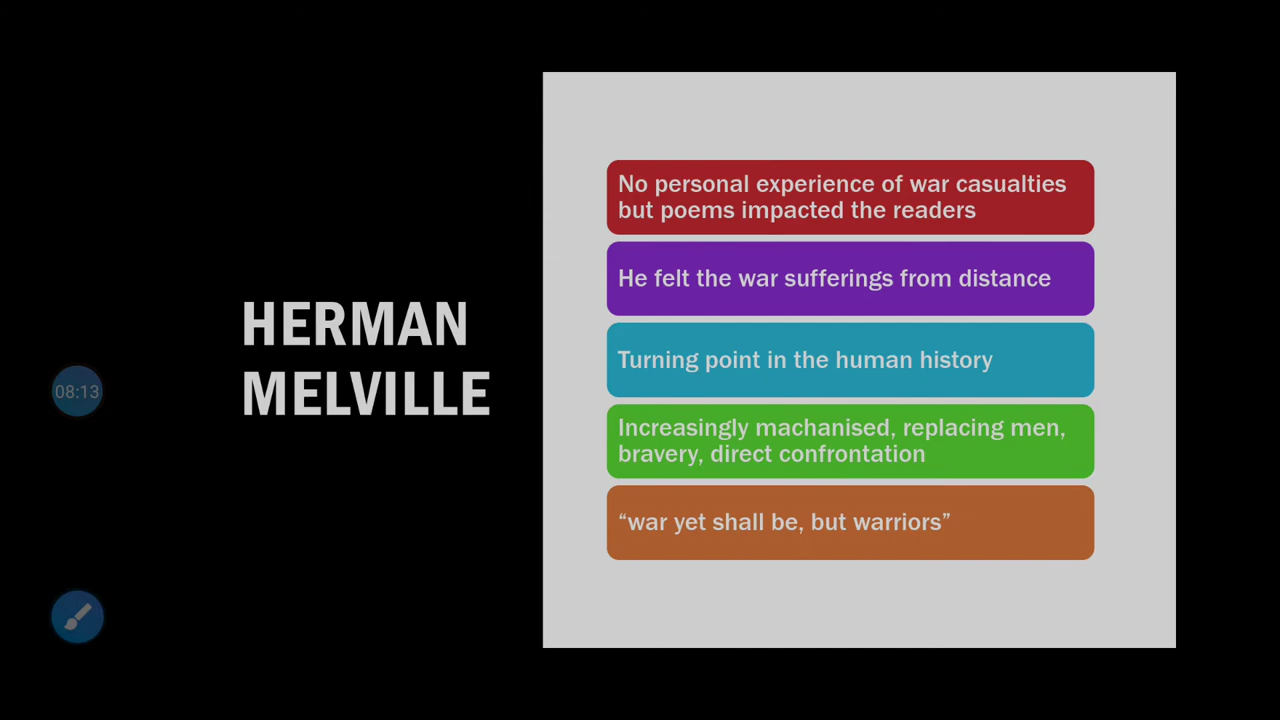 HERMAN
MELVILLE
08:13
No personal experience of war casualties
but poems impacted the readers
He felt the war sufferings from distance
Turning point in the human history
Increasingly machanised, replacing men,
bravery, direct confrontation
“war yet shall be, but warriors”